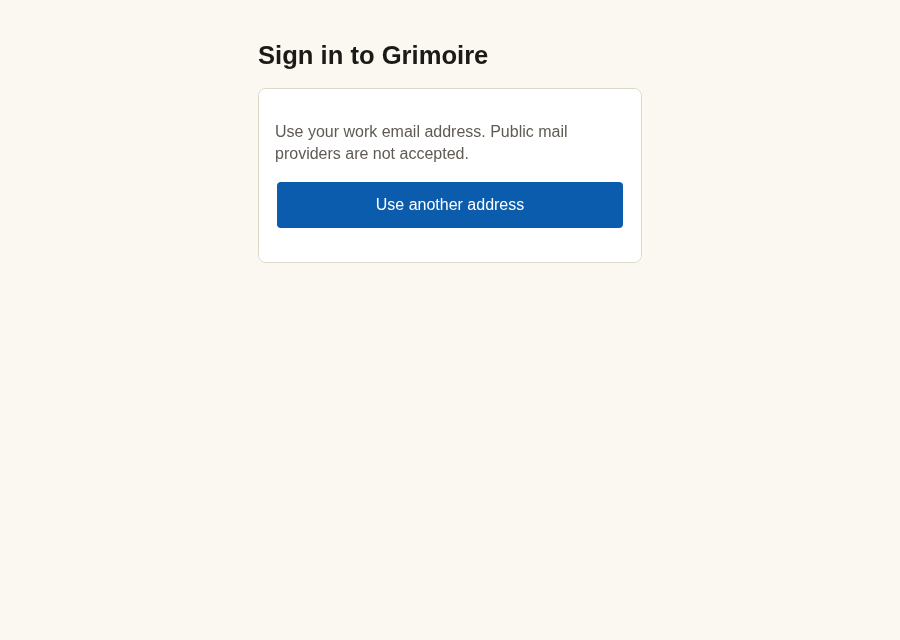 Sign in to Grimoire
Use your work email address. Public mail
providers are not accepted.
Use another address